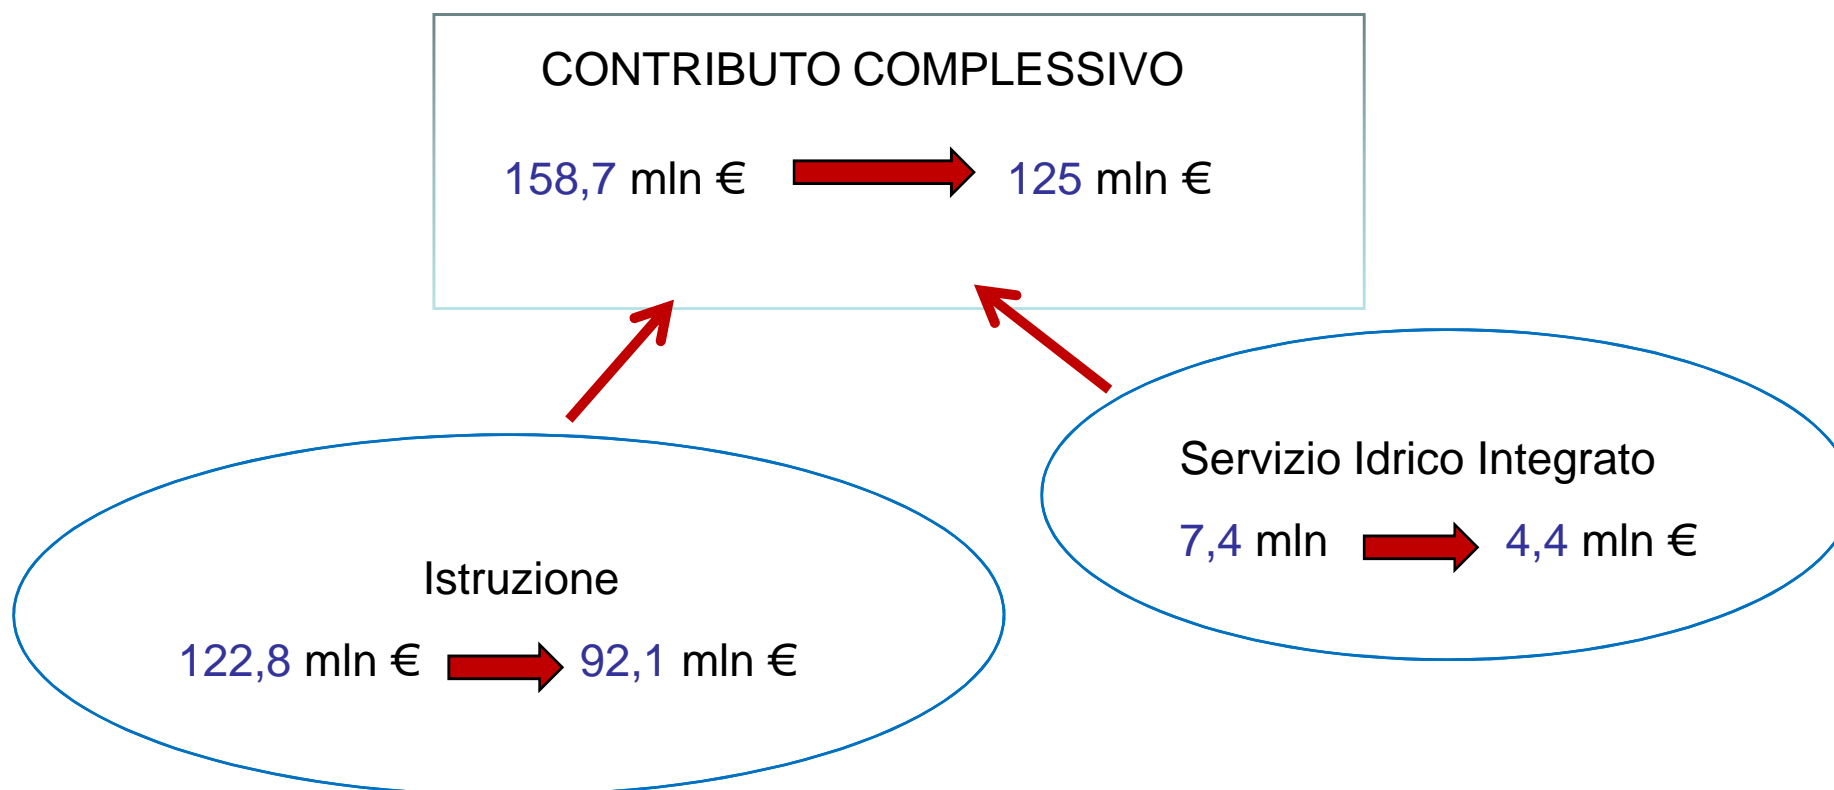 CONTRIBUTO COMPLESSIVO
158,7 mln € 125 mln €
Servizio Idrico Integrato
7,4 mln 4,4 mln €
Istruzione
122,8 mln € 92,1 mln €